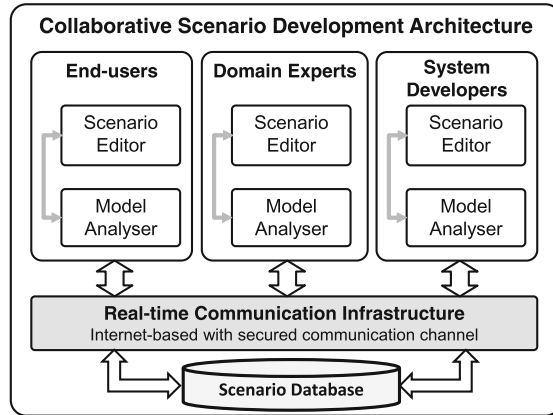 Collaborative Scenario Development Architecture
End-users
Scenario
Editor
Model
Analyser
Domain Experts
Scenario
Editor
Model
Analyser
System
Developers
Scenario
Editor
Model
Analyser
Real-time Communication Infrastructure
Internet-based with secured communication channel
Scenario Database